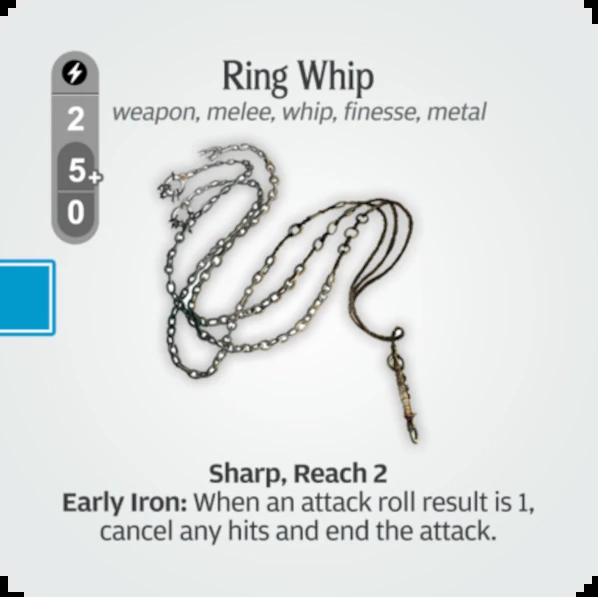 Ring Whip
weapon, melee, whip, finesse, metal
2
5+
0
Sharp, Reach 2
Early Iron: When an attack roll result is 1,
cancel any hits and end the attack.